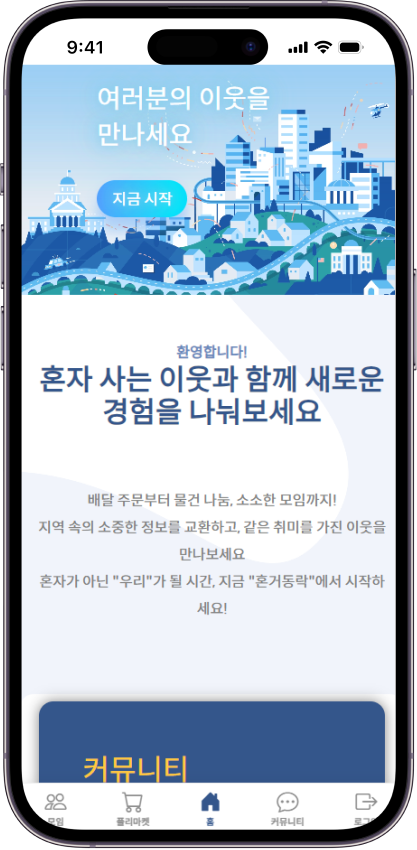 9:41
여러분의 이웃을
만나세요
지금 시작
환영합니다!
혼자 사는 이웃과 함께 새로운
경험을 나눠보세요
배달 주문부터 물건 나눔, 소소한 모임까지!
지역 속의 소중한 정보를 교환하고, 같은 취미를 가진 이웃을
만나보세요
혼자가 아닌 "우리"가 될 시간, 지금 "혼거동락"에서 시작하
세요!
커뮤니티
모임
플리마켓
홈
커뮤니티